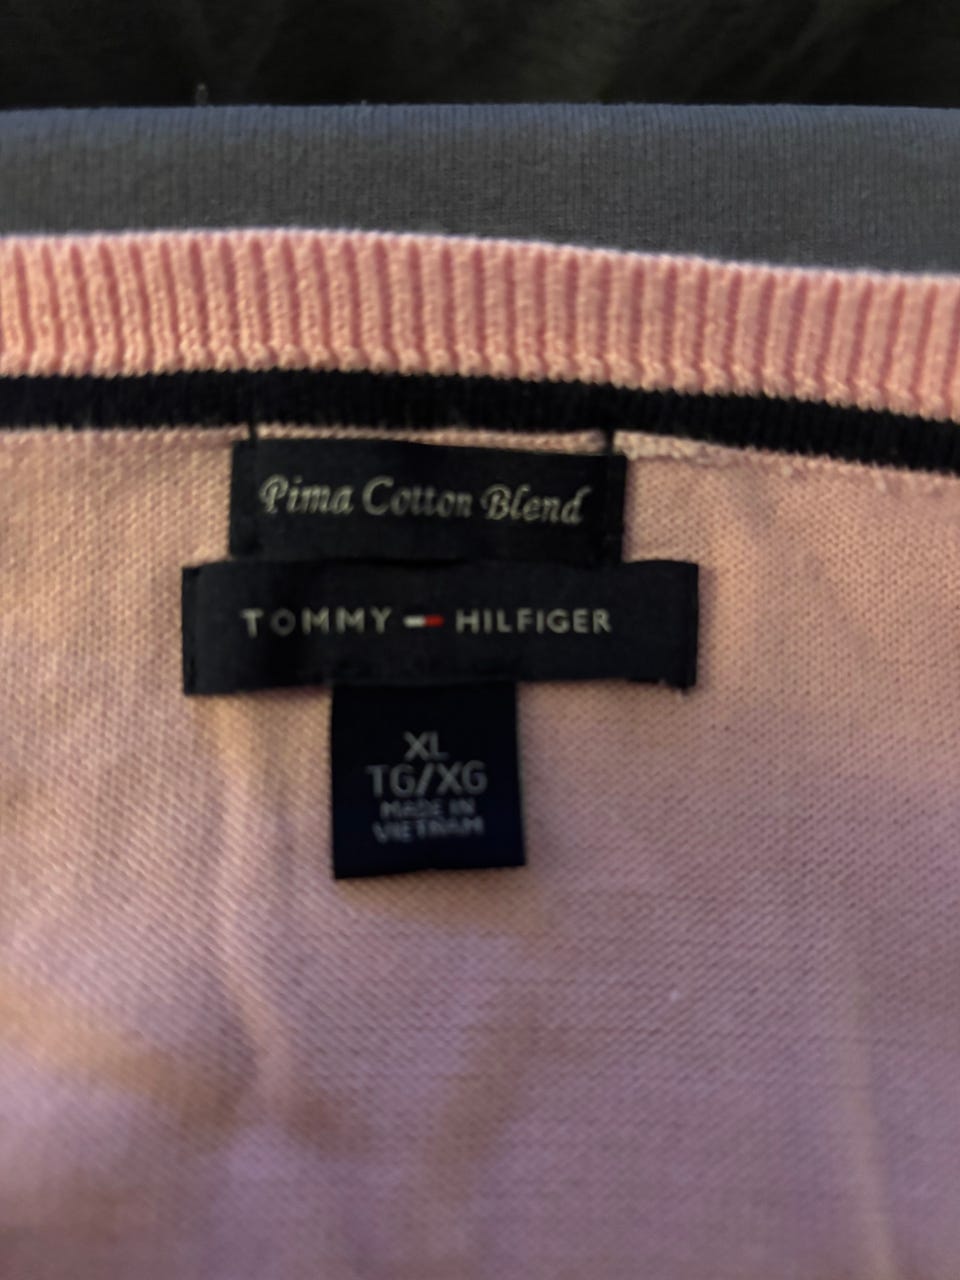 Pima Cotton Blend
TOMMY HILFIGER
XL
TG/XG
MADE IN
VIETNAM